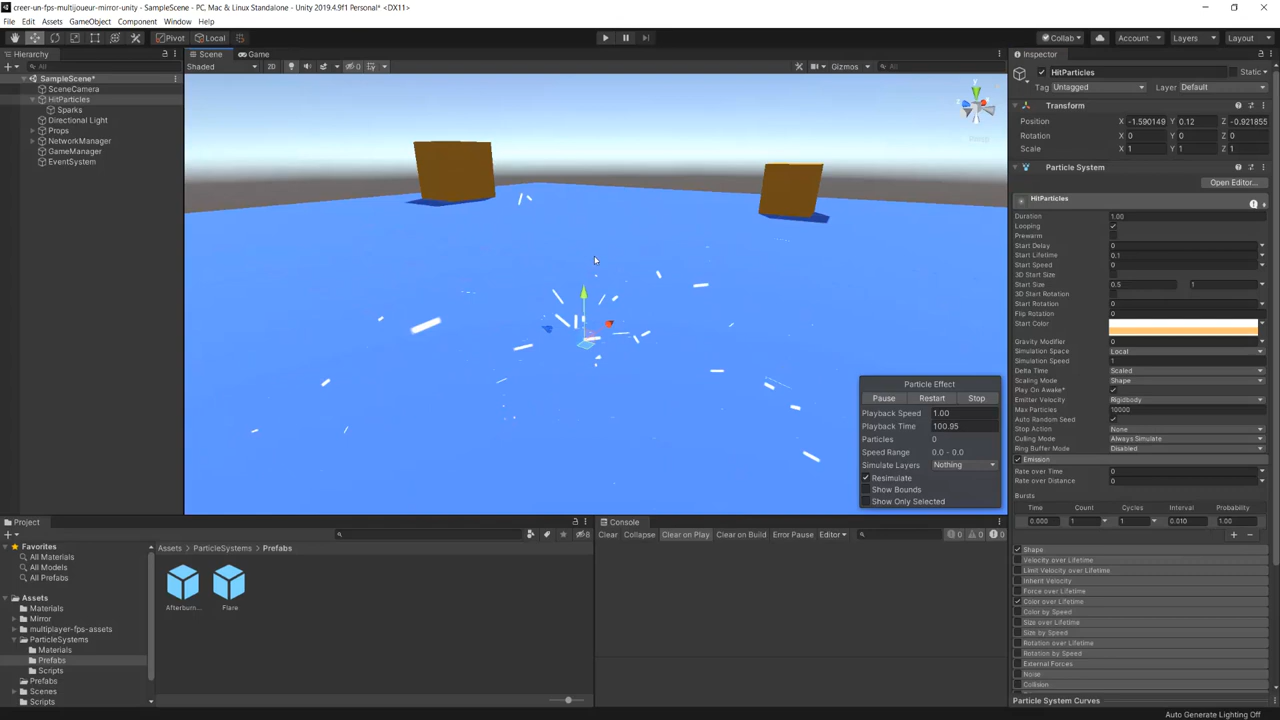 creer-un-fps-multijoueur-mirror-unity - SampleScene - PC, Mac & Linux Standalone - Unity 2019.4.9f1 Personal* <DX11>
File Edit Assets GameObject Component Window Help
Pivot Local Collab Account Layers Layout
Hierarchy
All
SampleScene*
SceneCamera
HitParticles
Sparks
Directional Light
Props
NetworkManager
GameManager
EventSystem
Scene Game
Shaded 2D 0 Gizmos All
y
x
z
Persp
Particle Effect
Pause Restart Stop
Playback Speed 1.00
Playback Time 100.95
Particles 0
Speed Range 0.0 - 0.0
Simulate Layers Nothing
Resimulate
Show Bounds
Show Only Selected
Inspector
HitParticles Static
Tag Untagged Layer Default
Transform
Position X -1.590149 Y 0.12 Z -0.921855
Rotation X 0 Y 0 Z 0
Scale X 1 Y 1 Z 1
Particle System
Open Editor...
HitParticles
Duration 1.00
Looping
Prewarm
Start Delay 0
Start Lifetime 0.1
Start Speed 0
3D Start Size
Start Size 0.5 1
3D Start Rotation
Start Rotation 0
Flip Rotation 0
Start Color
Gravity Modifier 0
Simulation Space Local
Simulation Speed 1
Delta Time Scaled
Scaling Mode Shape
Play On Awake*
Emitter Velocity Rigidbody
Max Particles 10000
Auto Random Seed
Stop Action None
Culling Mode Always Simulate
Ring Buffer Mode Disabled
Emission
Rate over Time 0
Rate over Distance 0
Bursts
Time Count Cycles Interval Probability
0.000 1 1 0.010 1.00
Shape
Velocity over Lifetime
Limit Velocity over Lifetime
Inherit Velocity
Force over Lifetime
Color over Lifetime
Color by Speed
Size over Lifetime
Size by Speed
Rotation over Lifetime
Rotation by Speed
External Forces
Noise
Collision
Particle System Curves
Project
8
Favorites
All Materials
All Models
All Prefabs
Assets
Materials
Mirror
multiplayer-fps-assets
ParticleSystems
Materials
Prefabs
Scripts
Prefabs
Scenes
Scripts
Assets ParticleSystems Prefabs
Afterburn... Flare
Console
Clear Collapse Clear on Play Clear on Build Error Pause Editor 0 0 0
Auto Generate Lighting Off